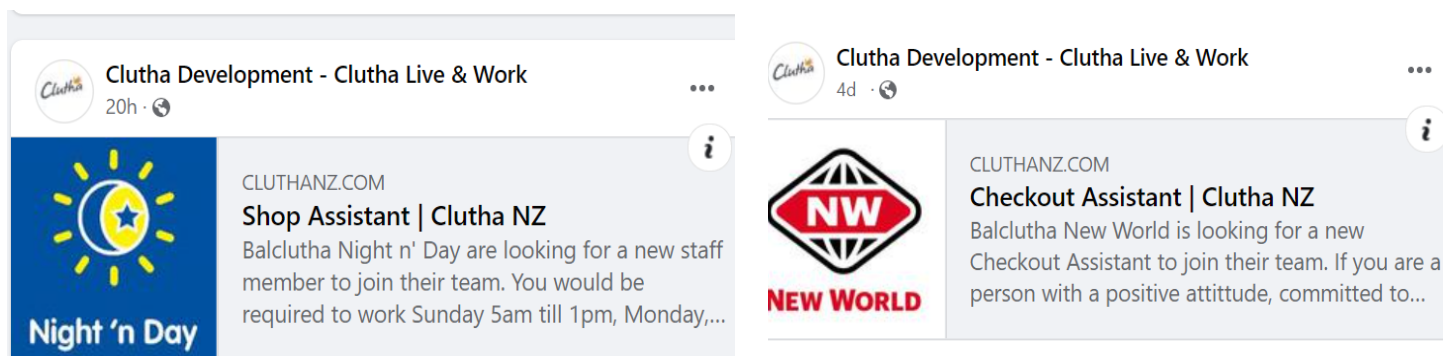 Clutha
Clutha Development - Clutha Live & Work
20h ·
i
Night 'n Day
CLUTHANZ.COM
Shop Assistant | Clutha NZ
Balclutha Night n' Day are looking for a new staff
member to join their team. You would be
required to work Sunday 5am till 1pm, Monday,...
Clutha
Clutha Development - Clutha Live & Work
4d ·
i
NW
NEW WORLD
CLUTHANZ.COM
Checkout Assistant | Clutha NZ
Balclutha New World is looking for a new
Checkout Assistant to join their team. If you are a
person with a positive attittude, committed to...